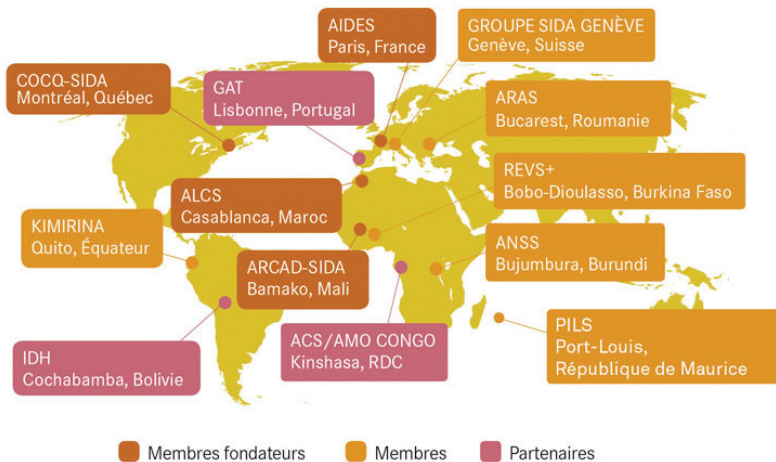 AIDES
Paris, France
GROUPE SIDA GENÈVE
Genève, Suisse
COCQ-SIDA
Montréal, Québec
GAT
Lisbonne, Portugal
ARAS
Bucarest, Roumanie
ALCS
Casablanca, Maroc
REVS+
Bobo-Dioulasso, Burkina Faso
KIMIRINA
Quito, Équateur
ARCAD-SIDA
Bamako, Mali
ANSS
Bujumbura, Burundi
IDH
Cochabamba, Bolivie
ACS/AMO CONGO
Kinshasa, RDC
PILS
Port-Louis,
République de Maurice
Membres fondateurs
Membres
Partenaires